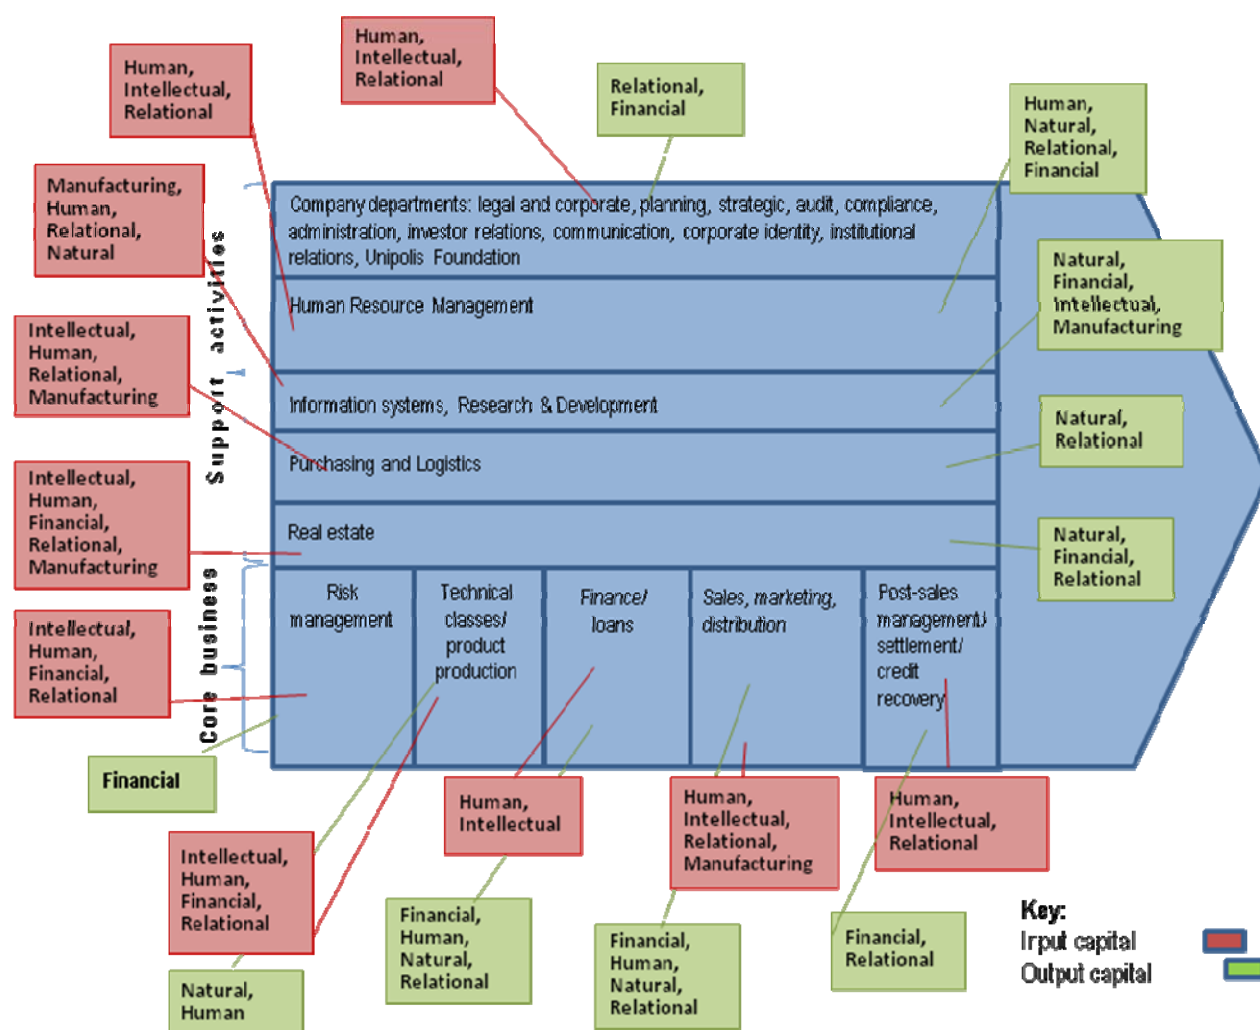 Human,
Intellectual,
Relational
Human,
Intellectual,
Relational
Relational,
Financial
Human,
Natural,
Relational,
Financial
Manufacturing,
Human,
Relational,
Natural
Support activities
Company departments: legal and corporate, planning, strategic, audit, compliance,
administration, investor relations, communication, corporate identity, institutional
relations, Unipolis Foundation
Human Resource Management
Natural,
Financial,
Intellectual,
Manufacturing
Intellectual,
Human,
Relational,
Manufacturing
Information systems, Research & Development
Natural,
Relational
Purchasing and Logistics
Intellectual,
Human,
Financial,
Relational,
Manufacturing
Real estate
Natural,
Financial,
Relational
Core business
Intellectual,
Human,
Financial,
Relational
Risk
management
Technical
classes/
product
production
Finance/
loans
Sales, marketing,
distribution
Post-sales
management/
settlement/
credit
recovery
Financial
Intellectual,
Human,
Financial,
Relational
Human,
Intellectual
Human,
Intellectual,
Relational,
Manufacturing
Human,
Intellectual,
Relational
Natural,
Human
Financial,
Human,
Natural,
Relational
Financial,
Human,
Natural,
Relational
Financial,
Relational
Key:
Input capital
Output capital